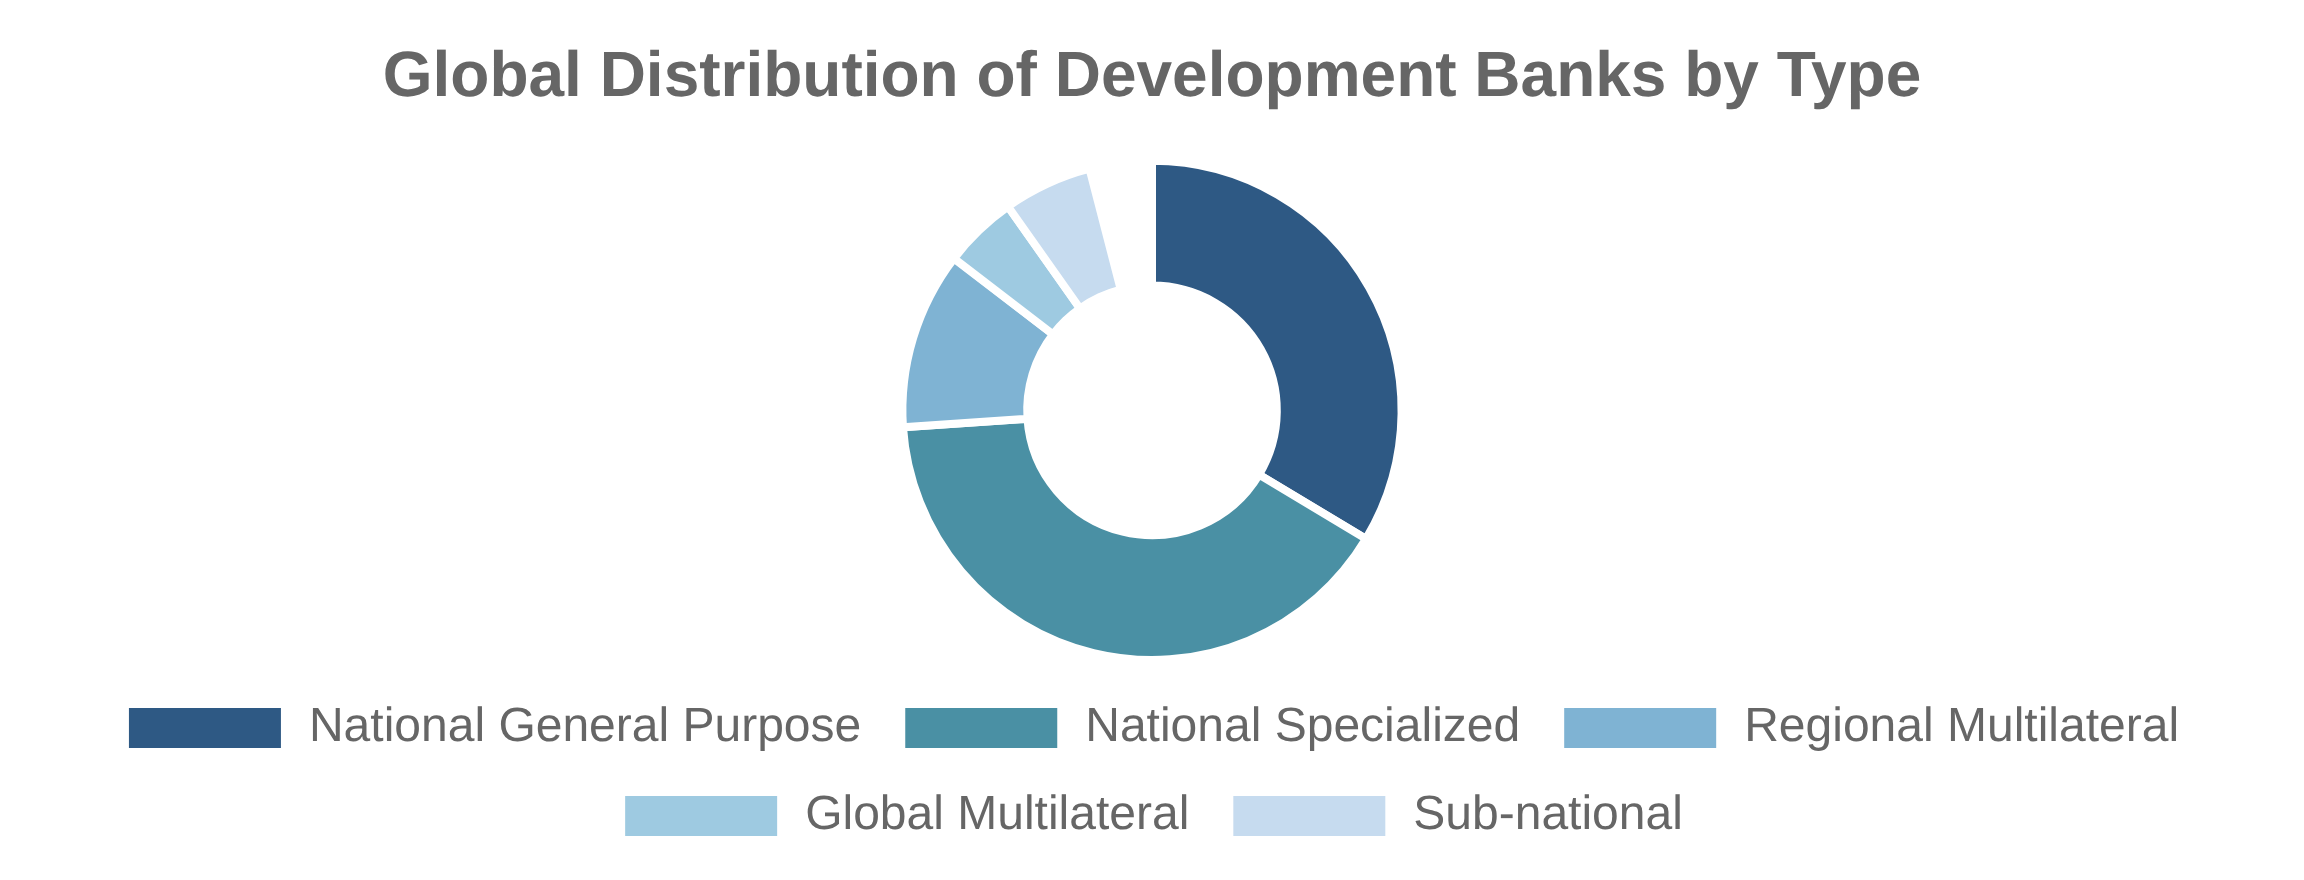 Global Distribution of Development Banks by Type
National General Purpose National Specialized Regional Multilateral
Global Multilateral Sub-national